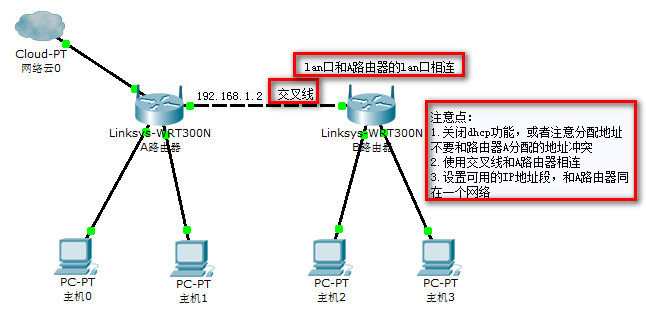 Cloud-PT
网络云0
lan口和A路由器的lan口相连
192.168.1.2
交叉线
Linksys-WRT300N
A路由器
Linksys-WRT300N
B路由器
注意点：
1.关闭dhcp功能，或者注意分配地址
不要和路由器A分配的地址冲突
2.使用交叉线和A路由器相连
3.设置可用的IP地址段，和A路由器同
在一个网络
PC-PT
主机0
PC-PT
主机1
PC-PT
主机2
PC-PT
主机3